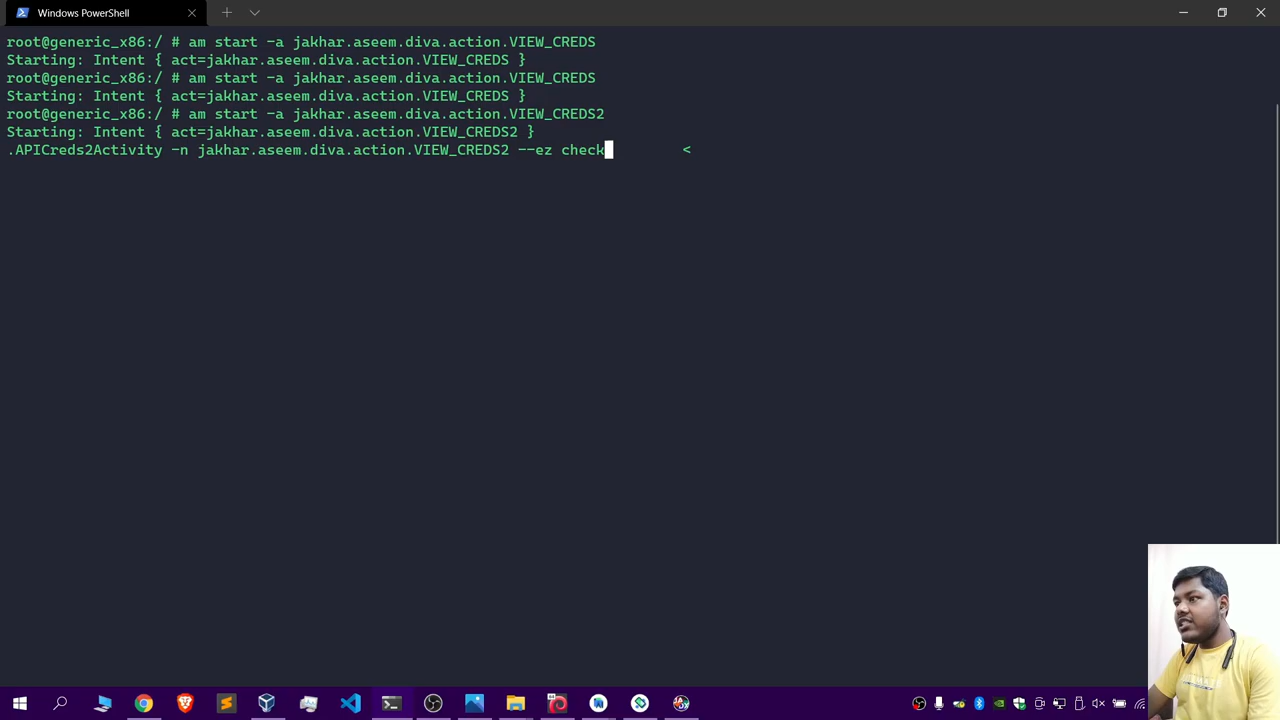 Windows PowerShell
root@generic_x86:/ # am start -a jakhar.aseem.diva.action.VIEW_CREDS
Starting: Intent { act=jakhar.aseem.diva.action.VIEW_CREDS }
root@generic_x86:/ # am start -a jakhar.aseem.diva.action.VIEW_CREDS
Starting: Intent { act=jakhar.aseem.diva.action.VIEW_CREDS }
root@generic_x86:/ # am start -a jakhar.aseem.diva.action.VIEW_CREDS2
Starting: Intent { act=jakhar.aseem.diva.action.VIEW_CREDS2 }
.APICreds2Activity -n jakhar.aseem.diva.action.VIEW_CREDS2 --ez check <